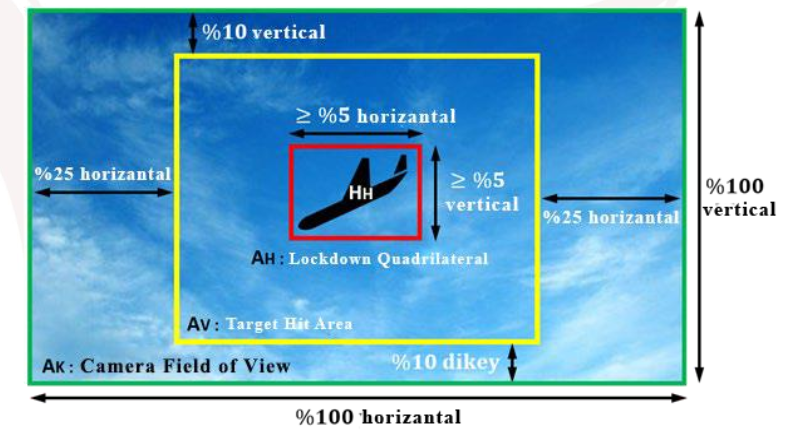 %10 vertical
≥ %5 horizantal
%25 horizantal
HH
≥ %5
vertical
%100
vertical
%25 horizantal
AH : Lockdown Quadrilateral
AV : Target Hit Area
AK : Camera Field of View
%10 dikey
%100 horizantal